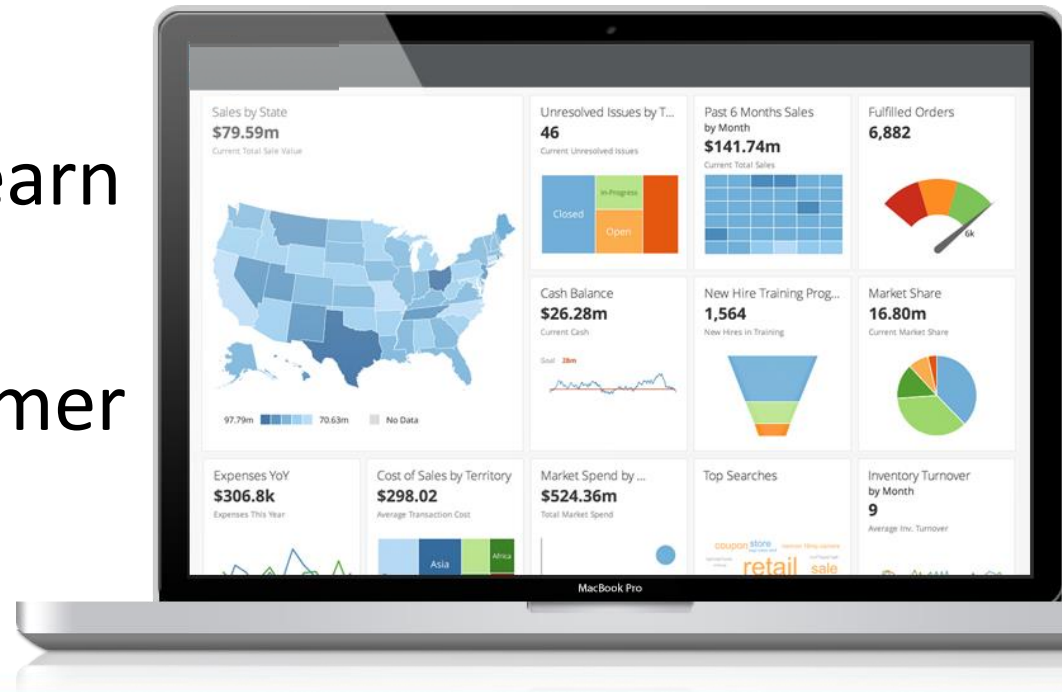 earn
mer
Sales by State
$79.59m
Current Total Sale Value
97.79m 70.63m No Data
Unresolved Issues by T...
46
Current Unresolved Issues
Closed
In-Progress
Open
Past 6 Months Sales
by Month
$141.74m
Current Total Sales
Fulfilled Orders
6,882
6k
Cash Balance
$26.28m
Current Cash
Goal 28m
New Hire Training Prog...
1,564
New Hires in Training
Market Share
16.80m
Current Market Share
Expenses YoY
$306.8k
Expenses This Year
Cost of Sales by Territory
$298.02
Average Transaction Cost
Asia
Africa
Market Spend by ...
$524.36m
Total Market Spend
Top Searches
coupon store
retail sale
Inventory Turnover
by Month
9
Average Inv. Turnover
MacBook Pro